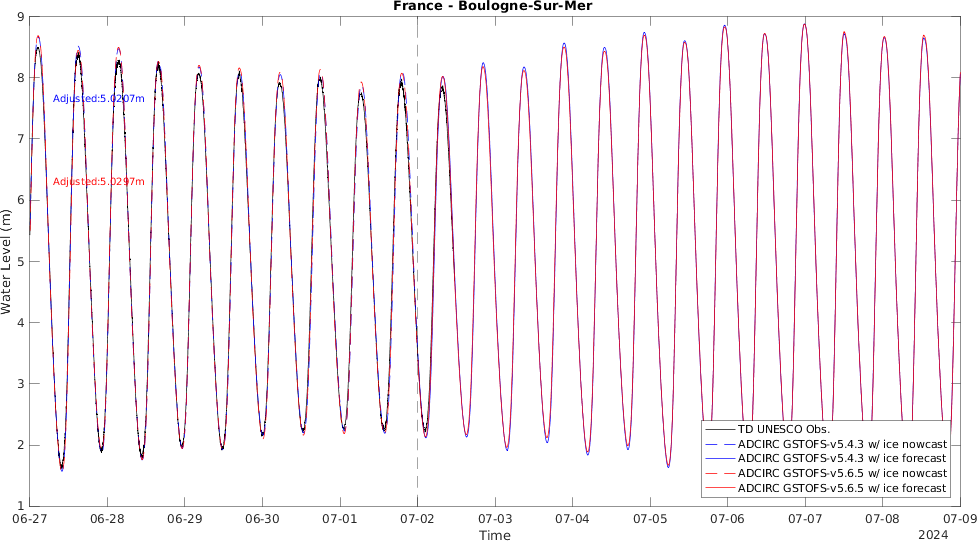 France - Boulogne-Sur-Mer
9
8
Adjusted:5.0207m
7
Adjusted:5.0297m
6
5
4
3
2
1
Water Level (m)
TD UNESCO Obs.
ADCIRC GSTOFS-v5.4.3 w/ ice nowcast
ADCIRC GSTOFS-v5.4.3 w/ ice forecast
ADCIRC GSTOFS-v5.6.5 w/ ice nowcast
ADCIRC GSTOFS-v5.6.5 w/ ice forecast
06-27 06-28 06-29 06-30 07-01 07-02 07-03 07-04 07-05 07-06 07-07 07-08 07-09
Time
2024